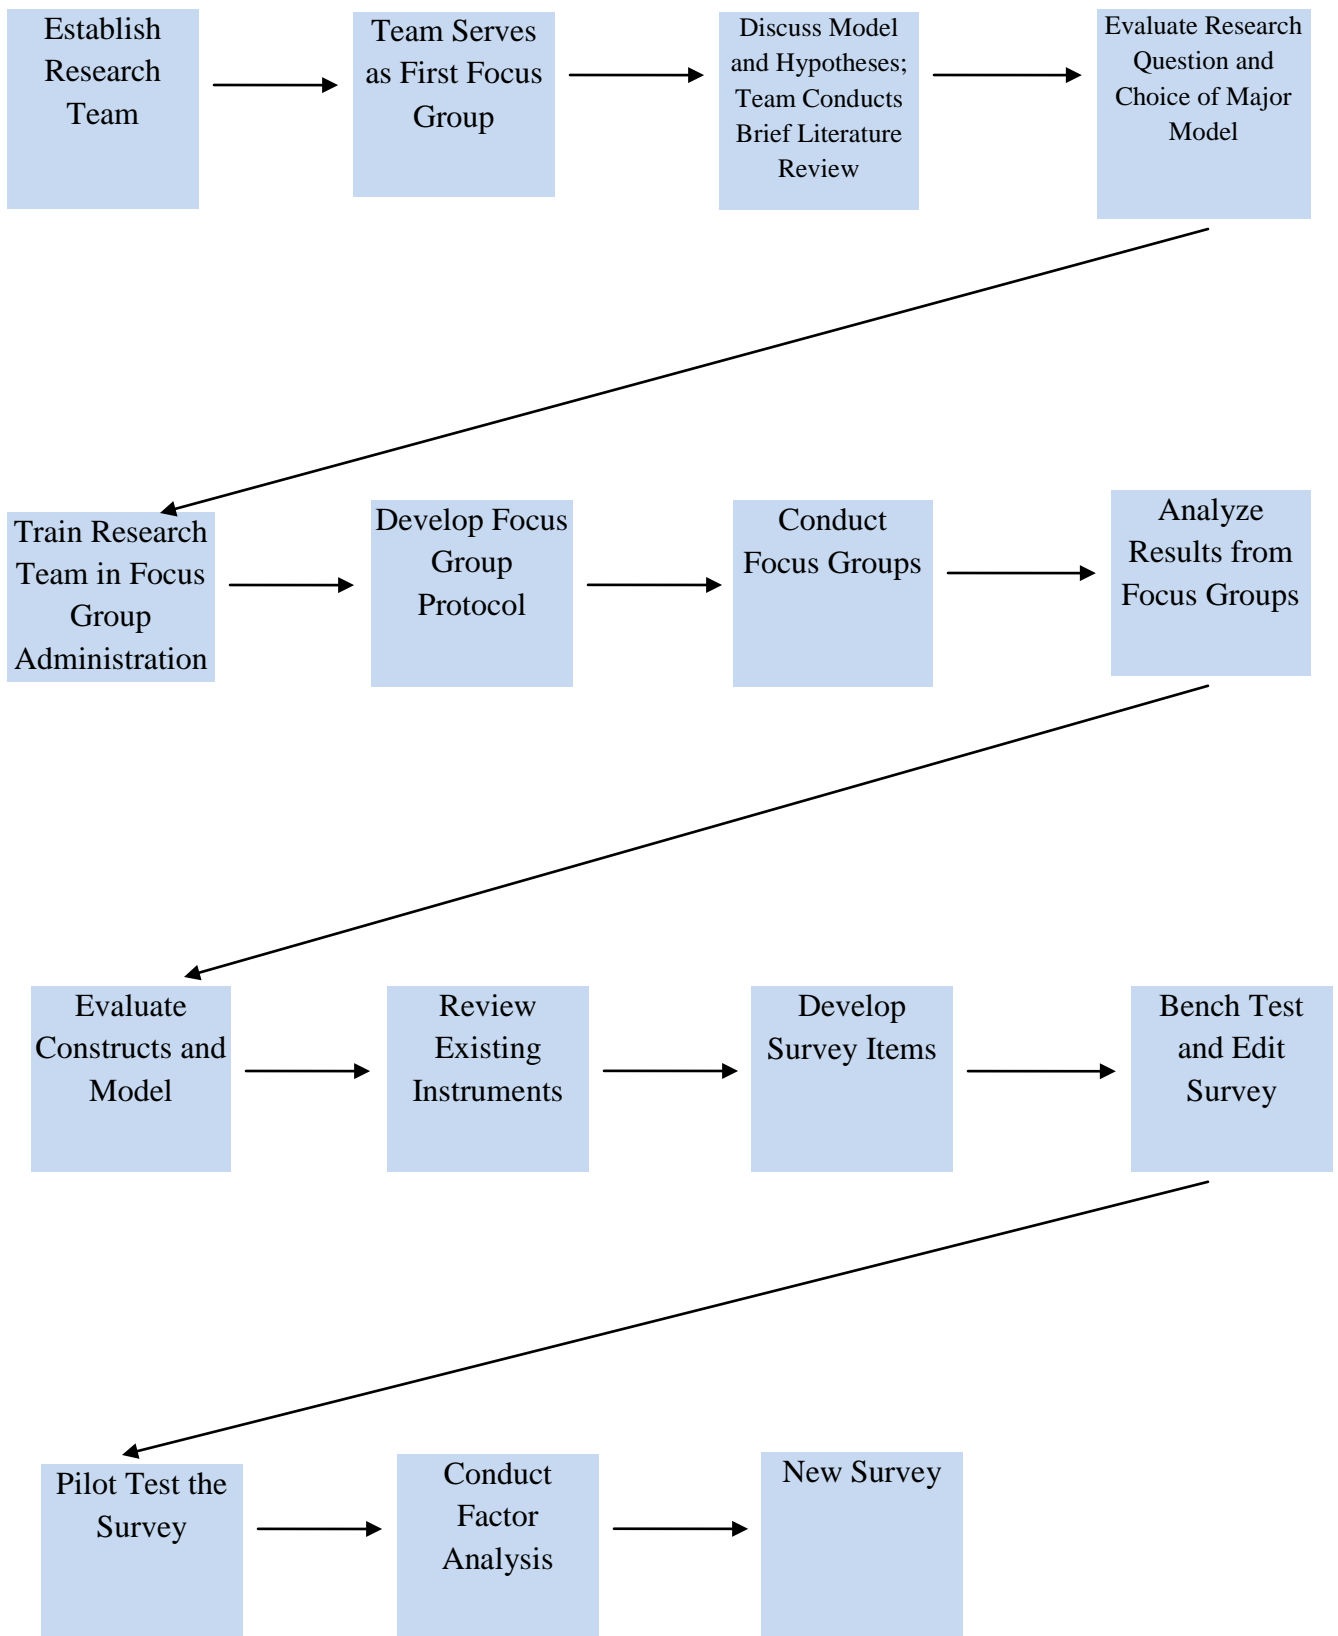 Establish
Research
Team
Team Serves
as First Focus
Group
Discuss Model
and Hypotheses;
Team Conducts
Brief Literature
Review
Evaluate Research
Question and
Choice of Major
Model
Train Research
Team in Focus
Group
Administration
Develop Focus
Group
Protocol
Conduct
Focus Groups
Analyze
Results from
Focus Groups
Evaluate
Constructs and
Model
Review
Existing
Instruments
Develop
Survey Items
Bench Test
and Edit
Survey
Pilot Test the
Survey
Conduct
Factor
Analysis
New Survey